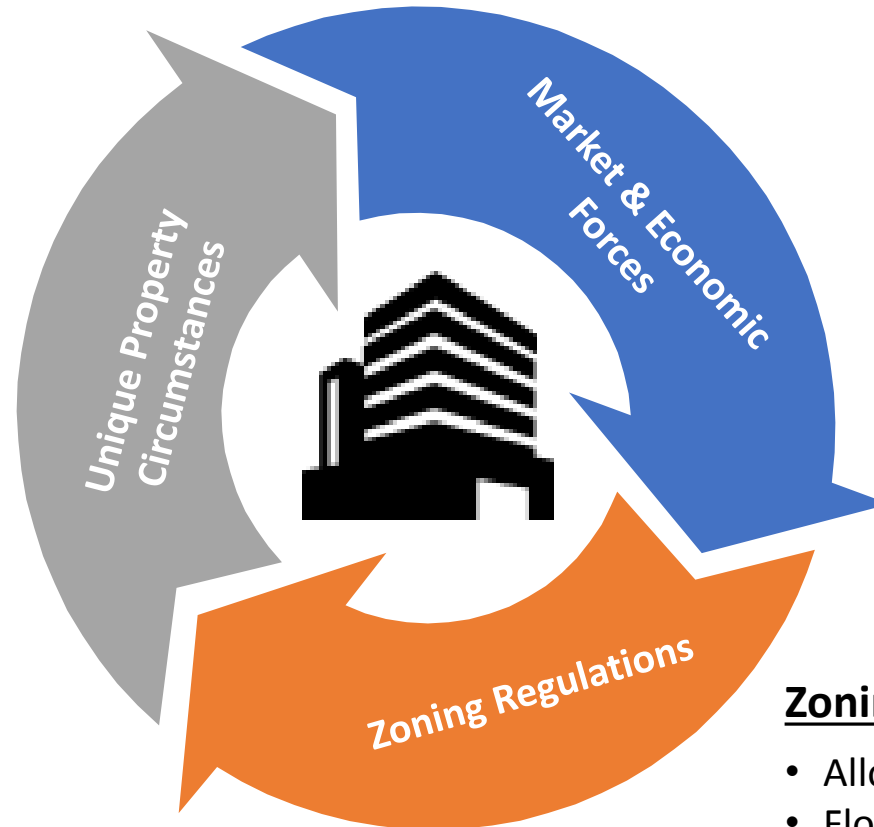 Market & Economic
Forces
Unique Property
Circumstances
Zoning Regulations